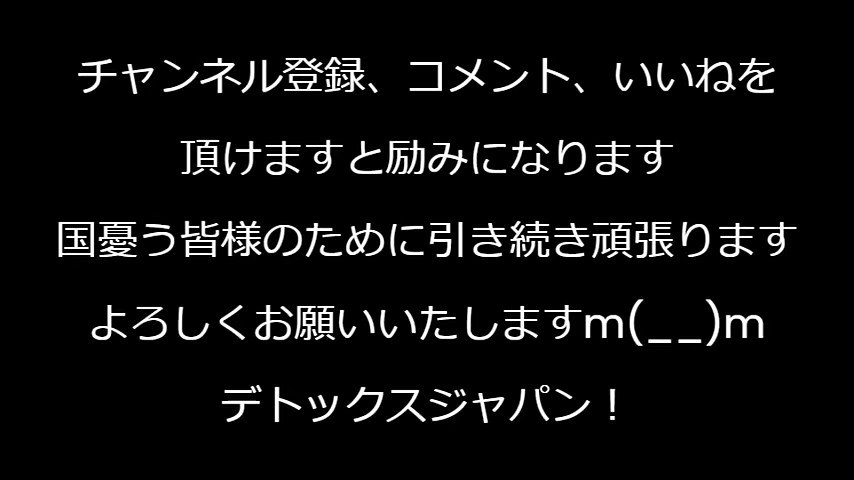 チャンネル登録、コメント、いいねを
頂けますと励みになります
国憂う皆様のために引き続き頑張ります
よろしくお願いいたしますm(__)m
デトックスジャパン！